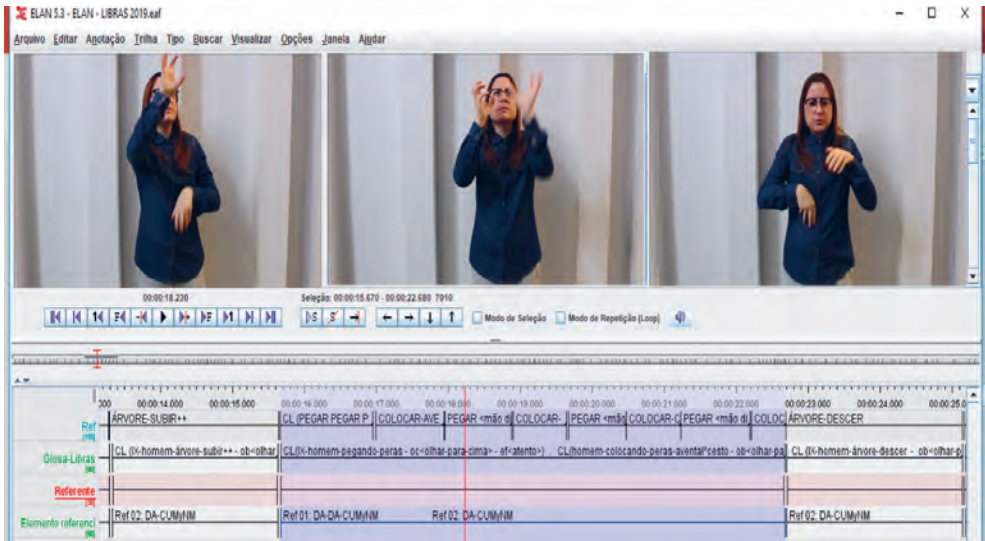 ELAN 5.3 - ELAN - LIBRAS 2019.eaf
Arquivo Editar Anotação Trilha Tipo Buscar Visualizar Opções Janela Ajudar
00:00:18.230 Seleção: 00:00:15.670 - 00:00:22.680 7010
Modo de Seleção Modo de Repetição (Loop)
000 00:00:14.000 00:00:15.000 00:00:16.000 00:00:17.000 00:00:18.000 00:00:19.000 00:00:20.000 00:00:21.000 00:00:22.000 00:00:23.000 00:00:24.000 00:00:25.0
Ref ÁRVORE-SUBIR++ CL (PEGAR PEGAR P COLOCAR-AVE PEGAR <mão di COLOCAR- PEGAR <mão COLOCAR-C PEGAR <mão di COLOC ÁRVORE-DESCER
Glosa-Libras CL (IX-homem-árvore-subir++ - ob<olhar CL(IX-homem-pegando-peras - oc<olhar-para-cima> - ef<atento>) . CL(homem-colocando-peras-avental^cesto - ob<olhar-pa CL (IX-homem-árvore-descer - ob<olhar-p
Referente
Elemento referenci Ref 02: DA-CUMyNM Ref 01: DA-DA-CUMyNM Ref 02: DA-CUMyNM Ref 02: DA-CUMyNM